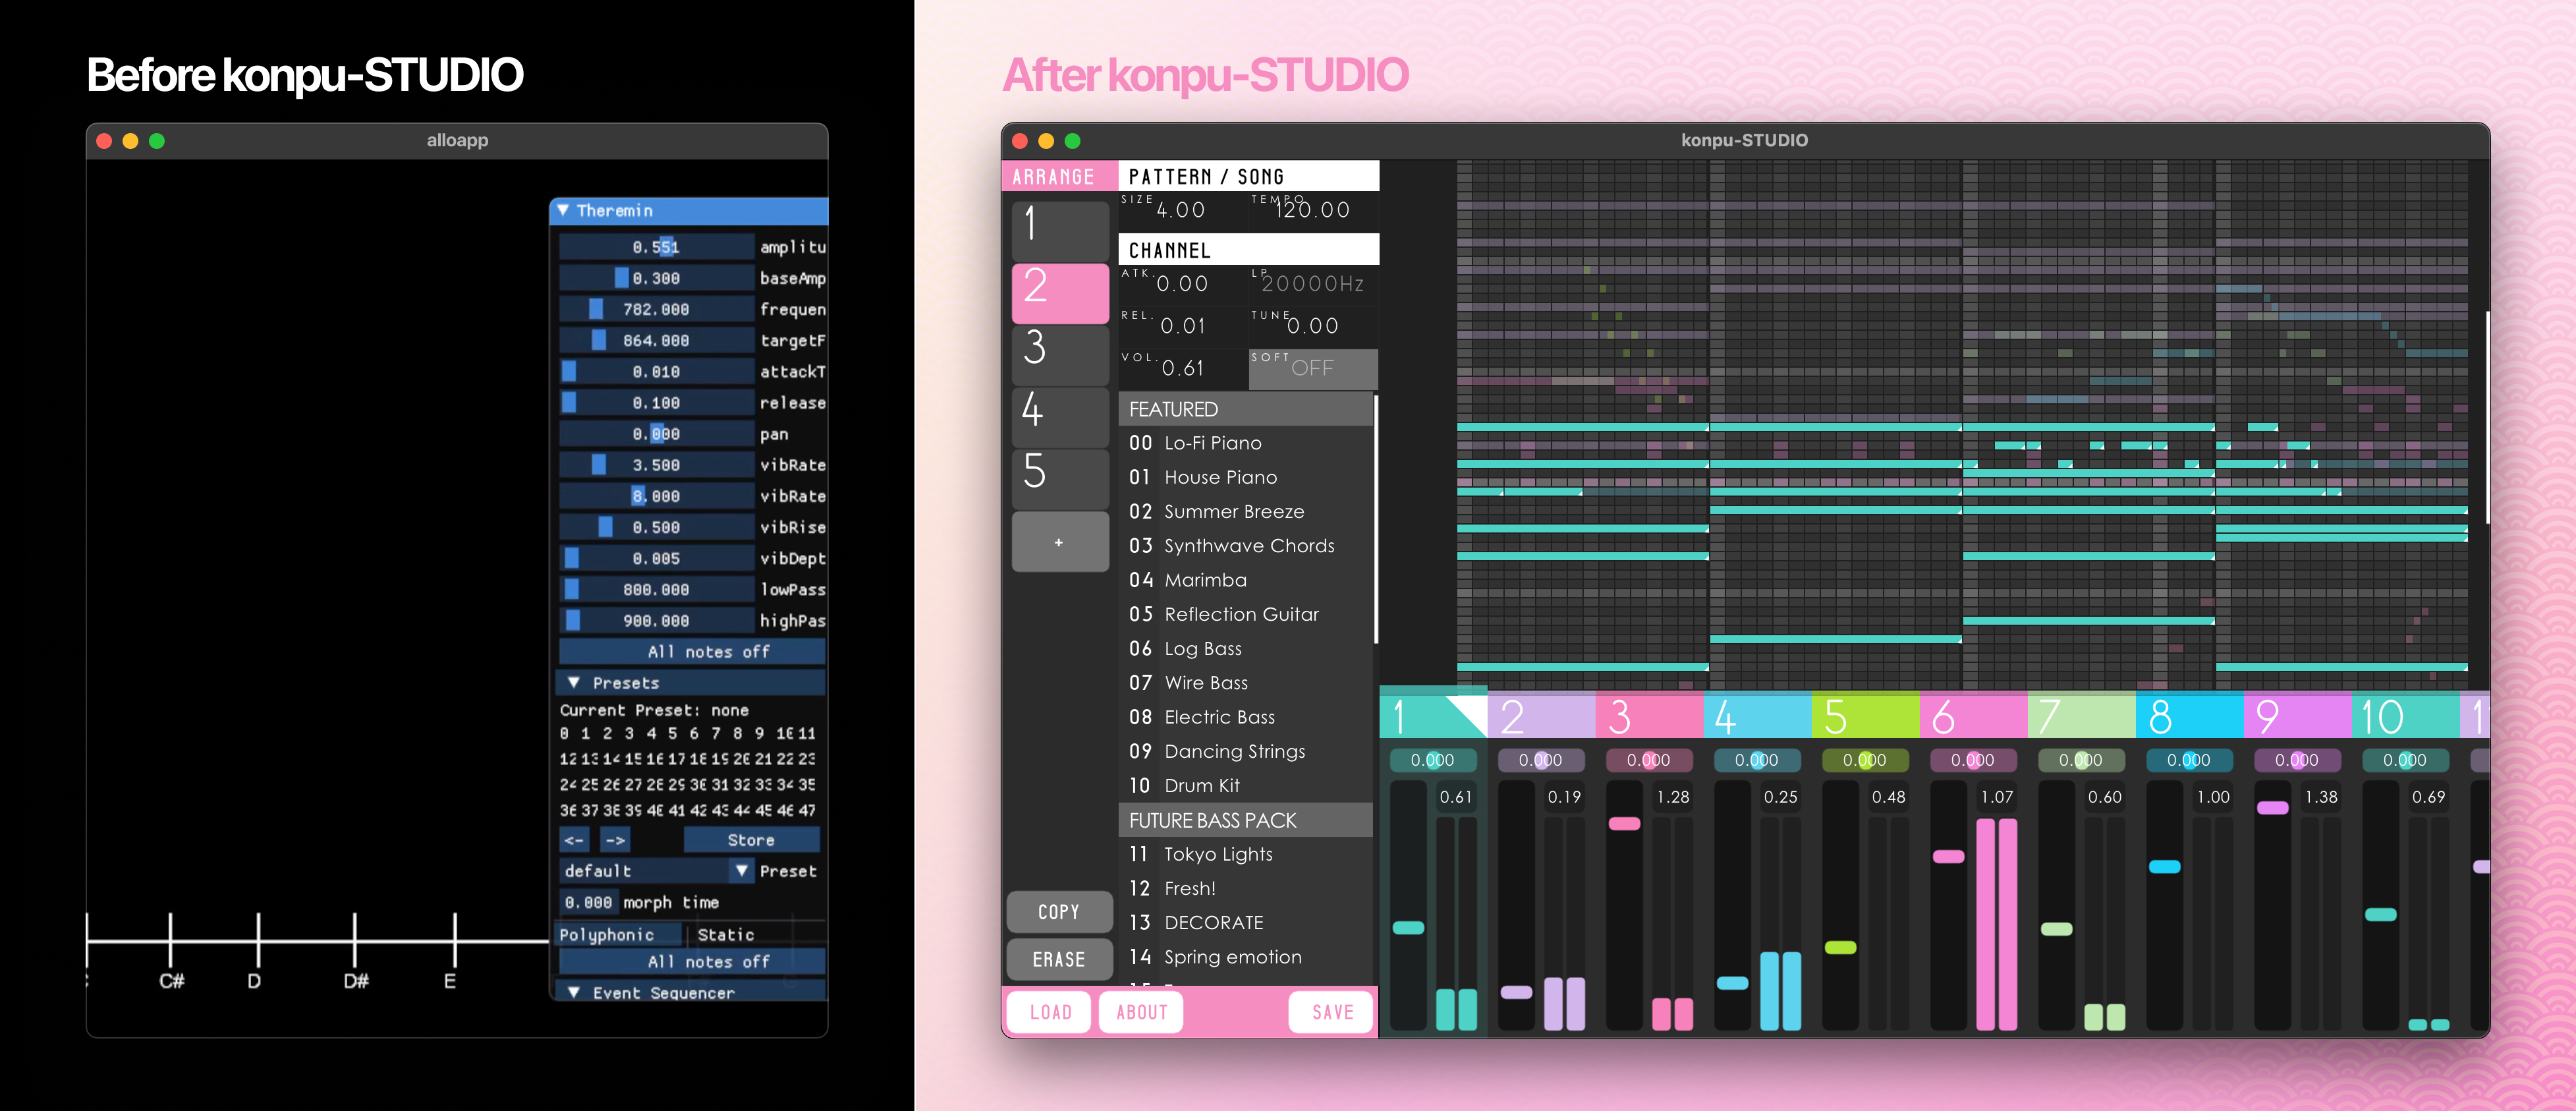 Before konpu-STUDIO
alloapp
Theremin
0.551 amplitu
0.300 baseAmp
782.000 frequen
864.000 targetF
0.010 attackT
0.100 release
0.000 pan
3.500 vibRate
8.000 vibRate
0.500 vibRise
0.005 vibDept
800.000 lowPass
900.000 highPas
All notes off
Presets
Current Preset: none
0 1 2 3 4 5 6 7 8 9 10 11
12 13 14 15 16 17 18 19 20 21 22 23
24 25 26 27 28 29 30 31 32 33 34 35
36 37 38 39 40 41 42 43 44 45 46 47
<- -> Store
default Preset
0.000 morph time
Polyphonic Static
All notes off
Event Sequencer
C# D D# E G
After konpu-STUDIO
konpu-STUDIO
ARRANGE
1
2
3
4
5
+
COPY
ERASE
PATTERN / SONG
SIZE 4.00 TEMPO 120.00
CHANNEL
ATK. 0.00 LP 20000Hz
REL. 0.01 TUNE 0.00
VOL. 0.61 SOFT OFF
FEATURED
00 Lo-Fi Piano
01 House Piano
02 Summer Breeze
03 Synthwave Chords
04 Marimba
05 Reflection Guitar
06 Log Bass
07 Wire Bass
08 Electric Bass
09 Dancing Strings
10 Drum Kit
FUTURE BASS PACK
11 Tokyo Lights
12 Fresh!
13 DECORATE
14 Spring emotion
LOAD ABOUT SAVE
1 2 3 4 5 6 7 8 9 10 1
0.000 0.000 0.000 0.000 0.000 0.000 0.000 0.000 0.000 0.000
0.61 0.19 1.28 0.25 0.48 1.07 0.60 1.00 1.38 0.69